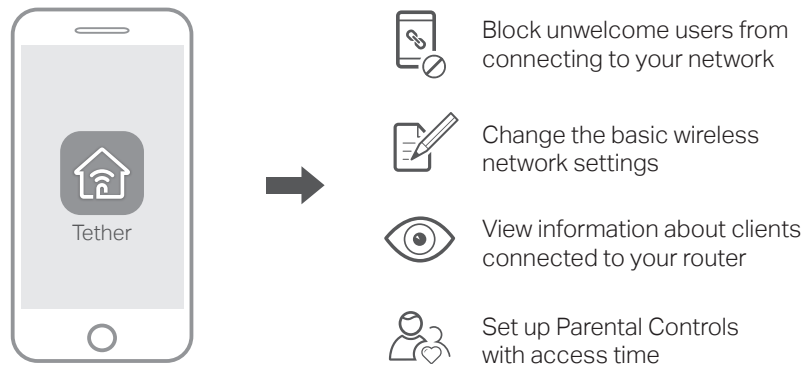 Tether
Block unwelcome users from
connecting to your network
Change the basic wireless
network settings
View information about clients
connected to your router
Set up Parental Controls
with access time